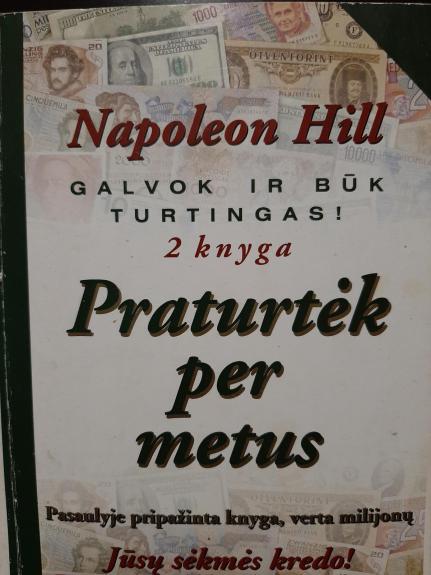 Napoleon Hill
GALVOK IR BŪK
TURTINGAS!
2 knyga
Praturtėk
per
metus
Pasaulyje pripažinta knyga, verta milijonų
Jūsų sėkmės kredo!